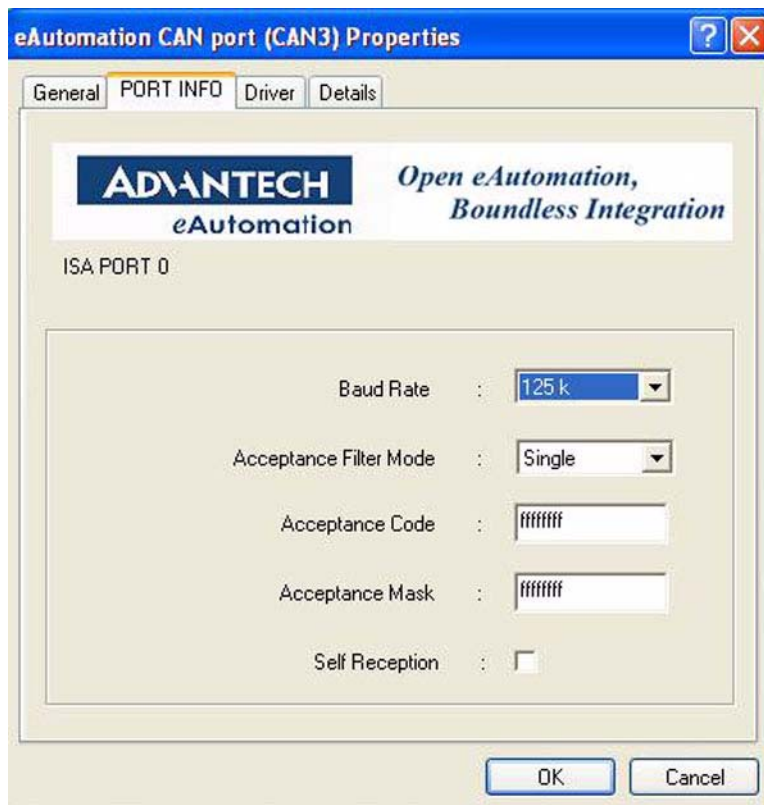 eAutomation CAN port (CAN3) Properties
General PORT INFO Driver Details
ADVANTECH
eAutomation
Open eAutomation,
Boundless Integration
ISA PORT 0
Baud Rate : 125 k
Acceptance Filter Mode : Single
Acceptance Code : ffffffff
Acceptance Mask : ffffffff
Self Reception :
OK Cancel